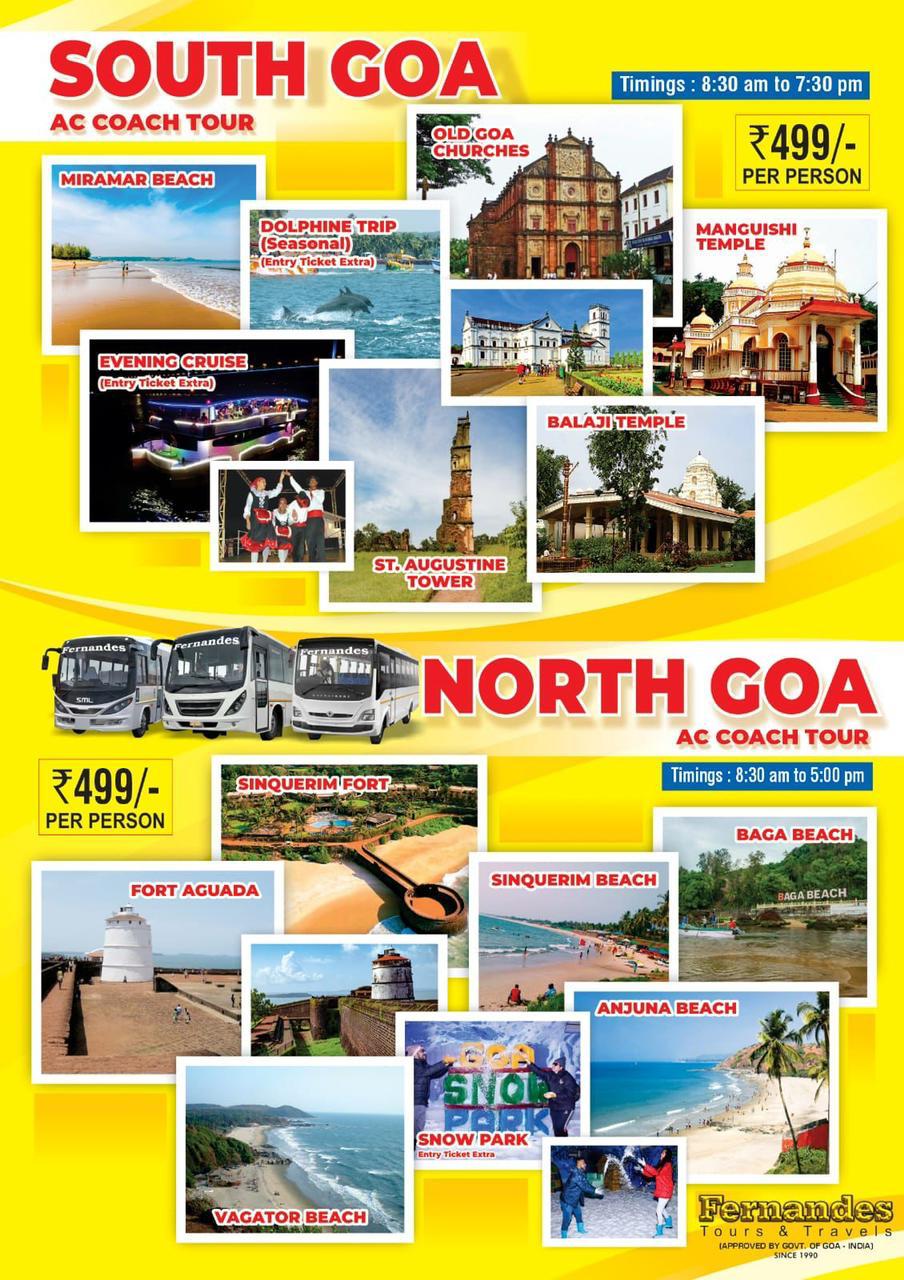 SOUTH GOA
AC COACH TOUR
Timings : 8:30 am to 7:30 pm
₹499/-
PER PERSON
OLD GOA
CHURCHES
MIRAMAR BEACH
DOLPHINE TRIP
(Seasonal)
(Entry Ticket Extra)
MANGUISHI
TEMPLE
EVENING CRUISE
(Entry Ticket Extra)
BALAJI TEMPLE
ST. AUGUSTINE
TOWER
Fernandes
SML
Fernandes
Fernandes
NORTH GOA
AC COACH TOUR
Timings : 8:30 am to 5:00 pm
₹499/-
PER PERSON
SINQUERIM FORT
BAGA BEACH
FORT AGUADA
SINQUERIM BEACH
BAGA BEACH
ANJUNA BEACH
GOA
SNOW
PARK
SNOW PARK
Entry Ticket Extra
VAGATOR BEACH
Fernandes
Tours & Travels
(APPROVED BY GOVT. OF GOA - INDIA)
SINCE 1990